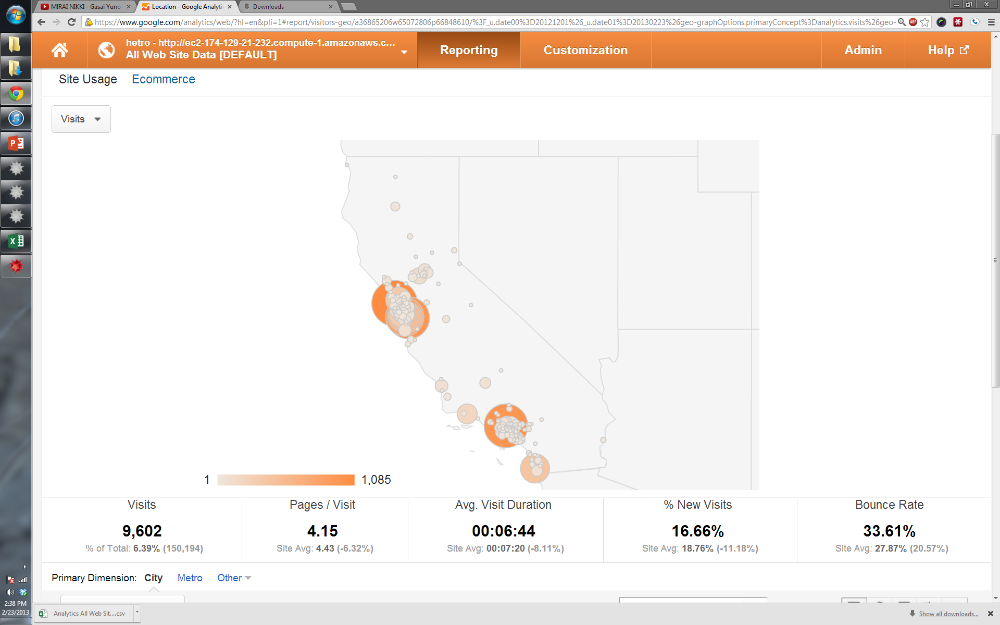 MIRAI NIKKI - Gasai Yuno
Location - Google Analyti
Downloads
https://www.google.com/analytics/web/?hl=en&pli=1#report/visitors-geo/a36865206w65072806p66848610/%3F_u.date00%3D20121201%26_u.date01%3D20130223%26geo-graphOptions.primaryConcept%3Danalytics.visits%26geo-
ABP
hetro - http://ec2-174-129-21-232.compute-1.amazonaws.c...
All Web Site Data [DEFAULT]
Reporting
Customization
Admin
Help
Site Usage
Ecommerce
Visits
1
1,085
Visits
9,602
% of Total: 6.39% (150,194)
Pages / Visit
4.15
Site Avg: 4.43 (-6.32%)
Avg. Visit Duration
00:06:44
Site Avg: 00:07:20 (-8.11%)
% New Visits
16.66%
Site Avg: 18.76% (-11.18%)
Bounce Rate
33.61%
Site Avg: 27.87% (20.57%)
Primary Dimension:
City
Metro
Other
2:38 PM
2/23/2013
Analytics All Web Sit....csv
Show all downloads...